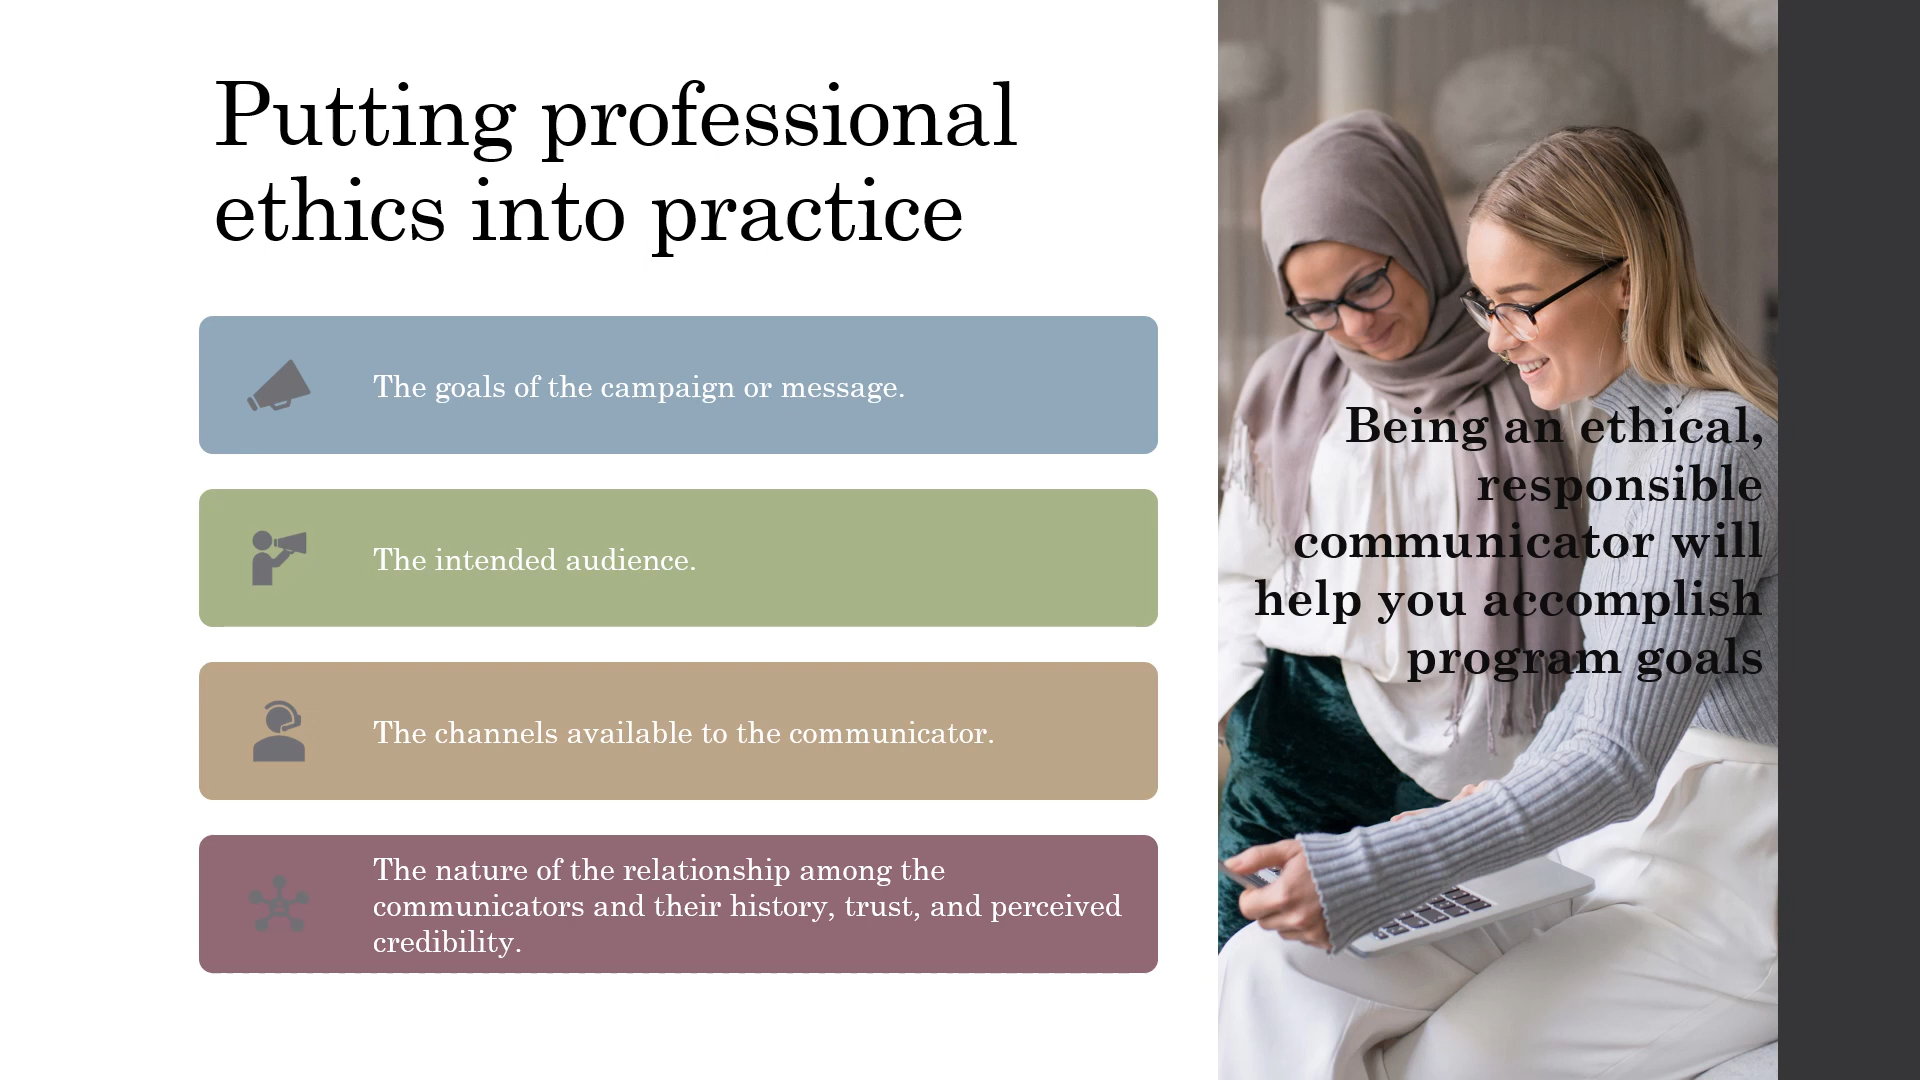 Putting professional
ethics into practice
The goals of the campaign or message.
The intended audience.
The channels available to the communicator.
The nature of the relationship among the
communicators and their history, trust, and perceived
credibility.
Being an ethical,
responsible
communicator will
help you accomplish
program goals